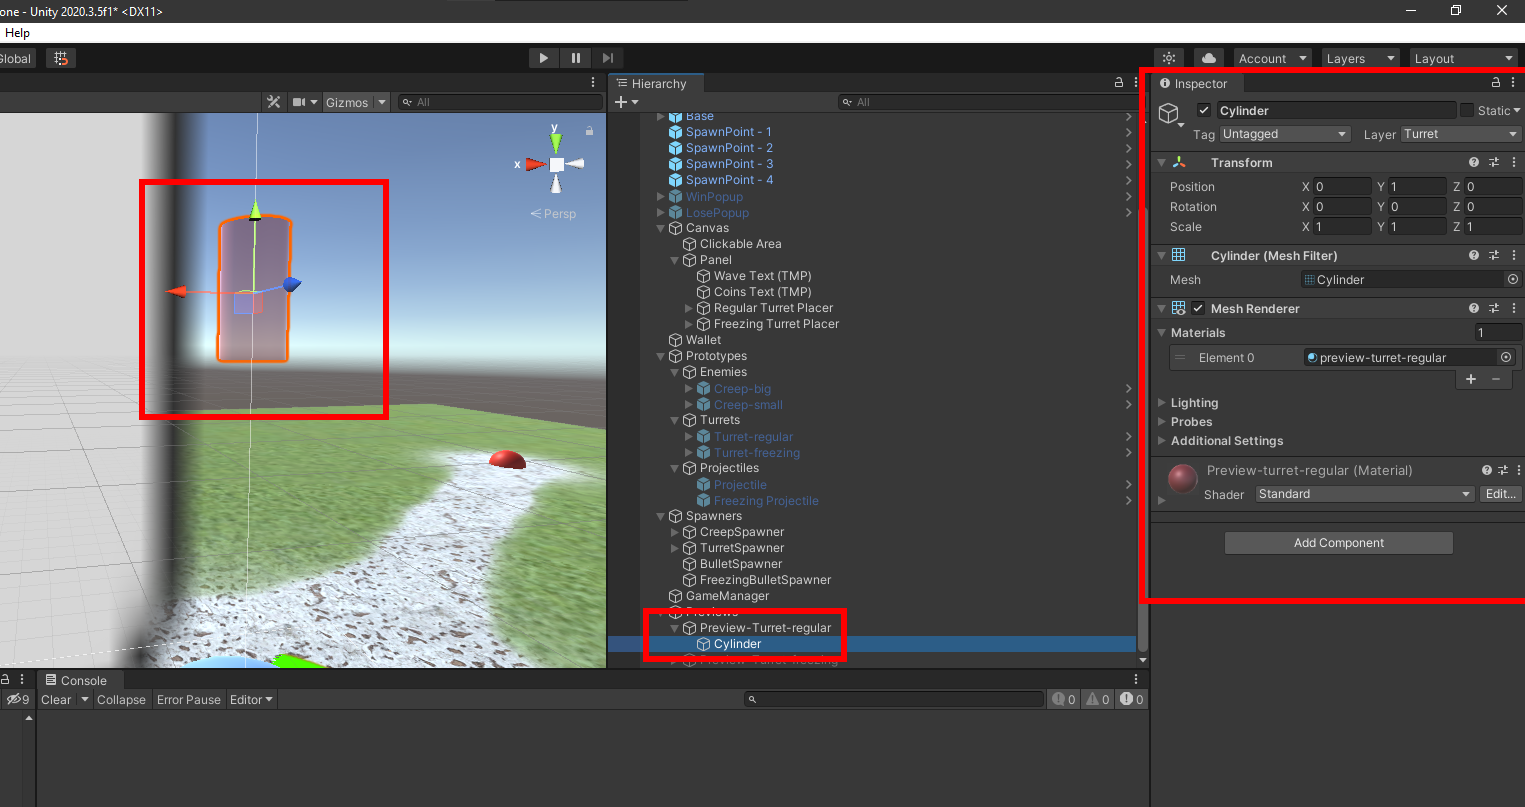 one - Unity 2020.3.5f1* <DX11>
Help
Global
Account
Layers
Layout
Gizmos
All
y
x
Persp
Hierarchy
All
Base
SpawnPoint - 1
SpawnPoint - 2
SpawnPoint - 3
SpawnPoint - 4
WinPopup
LosePopup
Canvas
Clickable Area
Panel
Wave Text (TMP)
Coins Text (TMP)
Regular Turret Placer
Freezing Turret Placer
Wallet
Prototypes
Enemies
Creep-big
Creep-small
Turrets
Turret-regular
Turret-freezing
Projectiles
Projectile
Freezing Projectile
Spawners
CreepSpawner
TurretSpawner
BulletSpawner
FreezingBulletSpawner
GameManager
Previews
Preview-Turret-regular
Cylinder
Preview-Turret-freezing
Inspector
Cylinder Static
Tag Untagged Layer Turret
Transform
Position X 0 Y 1 Z 0
Rotation X 0 Y 0 Z 0
Scale X 1 Y 1 Z 1
Cylinder (Mesh Filter)
Mesh Cylinder
Mesh Renderer
Materials 1
Element 0 preview-turret-regular
Lighting
Probes
Additional Settings
Preview-turret-regular (Material)
Shader Standard Edit...
Add Component
Console
9 Clear Collapse Error Pause Editor 0 0 0